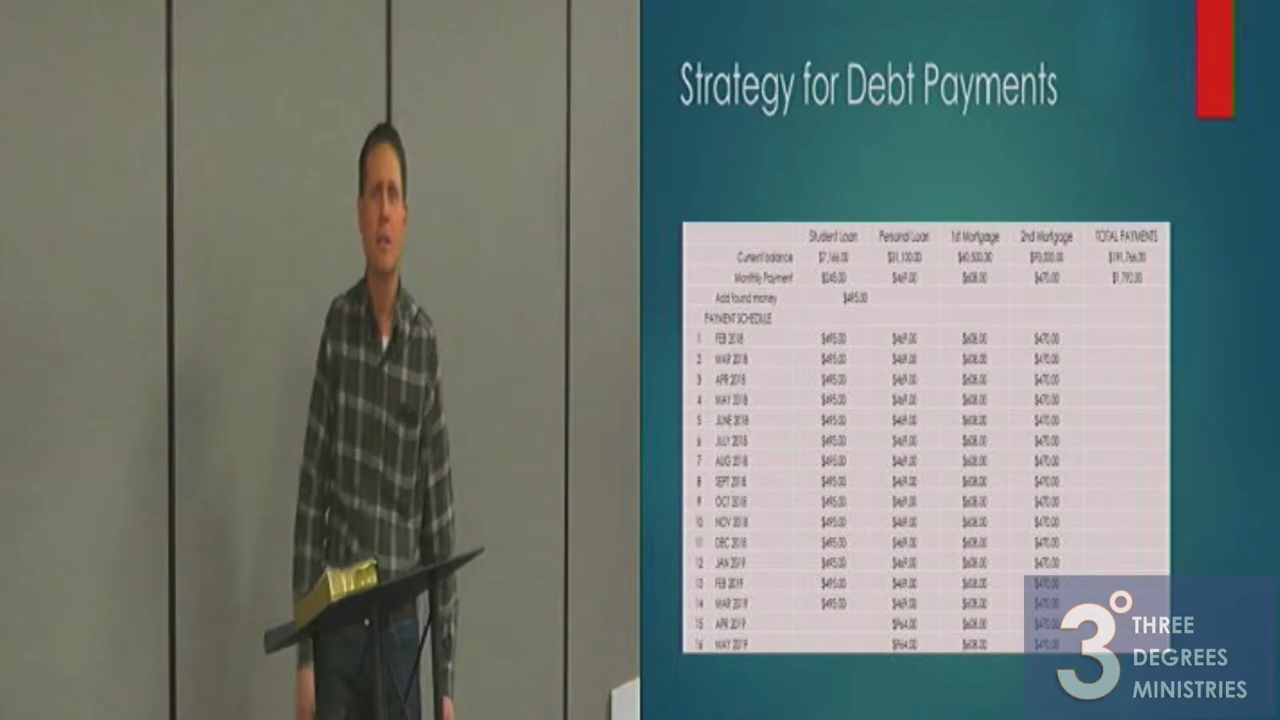 Strategy for Debt Payments
Student Loan Personal Loan 1st Mortgage 2nd Mortgage TOTAL PAYMENTS
Current balance $7,166.00 $31,100.00 $60,500.00 $93,000.00 $191,766.00
Monthly Payment $245.00 $469.00 $608.00 $470.00 $1,790.00
Add found money $495.00
PAYMENT SCHEDULE
1 FEB 2018 $495.00 $469.00 $608.00 $470.00
2 MAR 2018 $495.00 $469.00 $608.00 $470.00
3 APR 2018 $495.00 $469.00 $608.00 $470.00
4 MAY 2018 $495.00 $469.00 $608.00 $470.00
5 JUNE 2018 $495.00 $469.00 $608.00 $470.00
6 JULY 2018 $495.00 $469.00 $608.00 $470.00
7 AUG 2018 $495.00 $469.00 $608.00 $470.00
8 SEPT 2018 $495.00 $469.00 $608.00 $470.00
9 OCT 2018 $495.00 $469.00 $608.00 $470.00
10 NOV 2018 $495.00 $469.00 $608.00 $470.00
11 DEC 2018 $495.00 $469.00 $608.00 $470.00
12 JAN 2019 $495.00 $469.00 $608.00 $470.00
13 FEB 2019 $495.00 $469.00 $608.00 $470.00
14 MAR 2019 $495.00 $469.00 $608.00 $470.00
15 APR 2019 $964.00 $608.00 $470.00
16 MAY 2019 $964.00 $608.00 $470.00
3° THREE
DEGREES
MINISTRIES